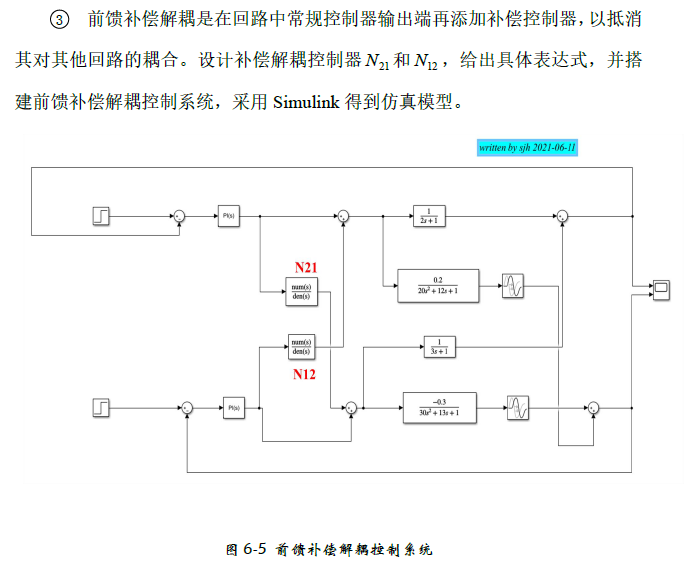 ③ 前馈补偿解耦是在回路中常规控制器输出端再添加补偿控制器，以抵消
其对其他回路的耦合。设计补偿解耦控制器 N21 和 N12 ，给出具体表达式，并搭
建前馈补偿解耦控制系统，采用 Simulink 得到仿真模型。
written by sjh 2021-06-11
PI(s)
1
2s+1
N21
num(s)
den(s)
0.2
20s²+12s+1
num(s)
den(s)
N12
1
3s+1
PI(s)
-0.3
30s²+13s+1
图 6-5 前馈补偿解耦控制系统